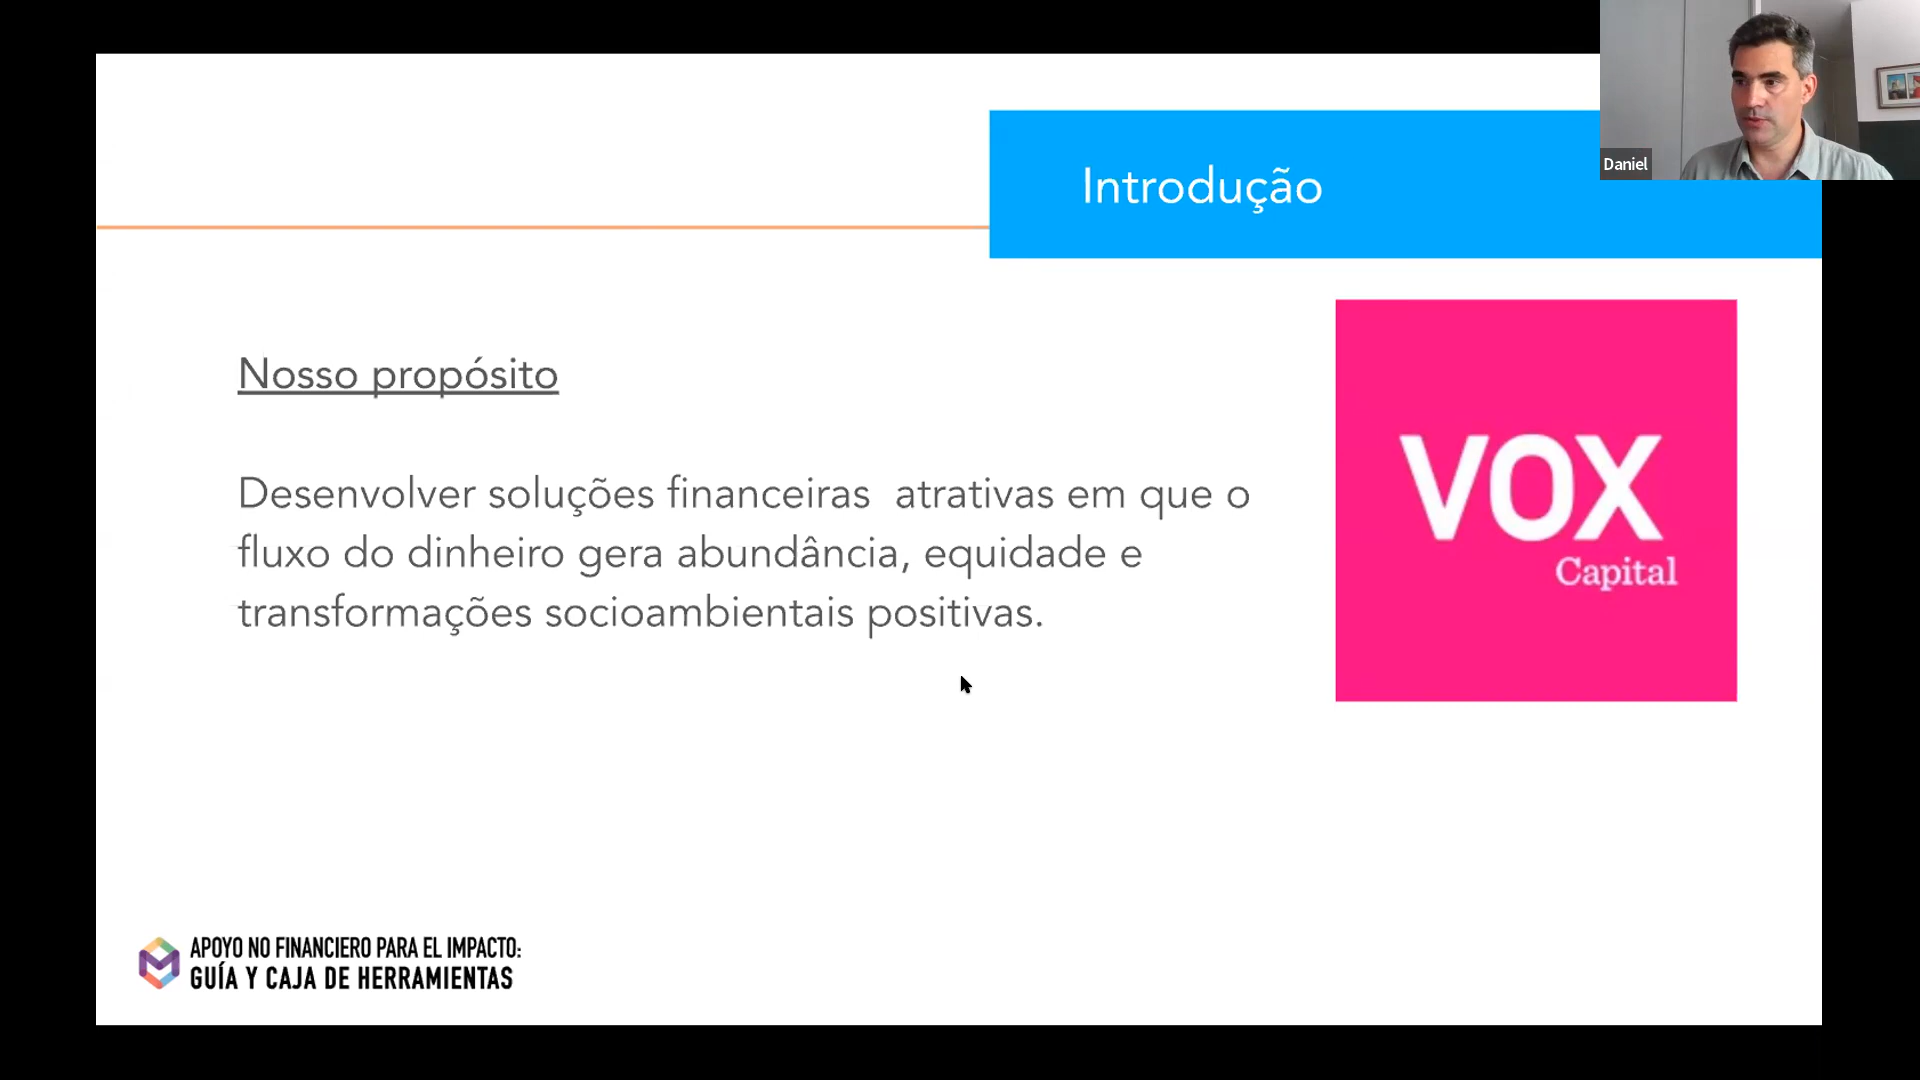 Introdução
Daniel
Nosso propósito
Desenvolver soluções financeiras  atrativas em que o
fluxo do dinheiro gera abundância, equidade e
transformações socioambientais positivas.
VOX
Capital
APOYO NO FINANCIERO PARA EL IMPACTO:
GUÍA Y CAJA DE HERRAMIENTAS